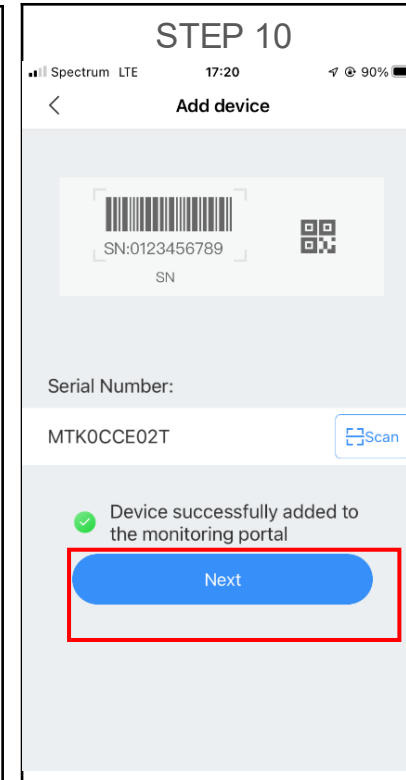 STEP 10
Spectrum LTE 17:20 90%
Add device
SN:0123456789
SN
Serial Number:
MTK0CCE02T Scan
Device successfully added to
the monitoring portal
Next